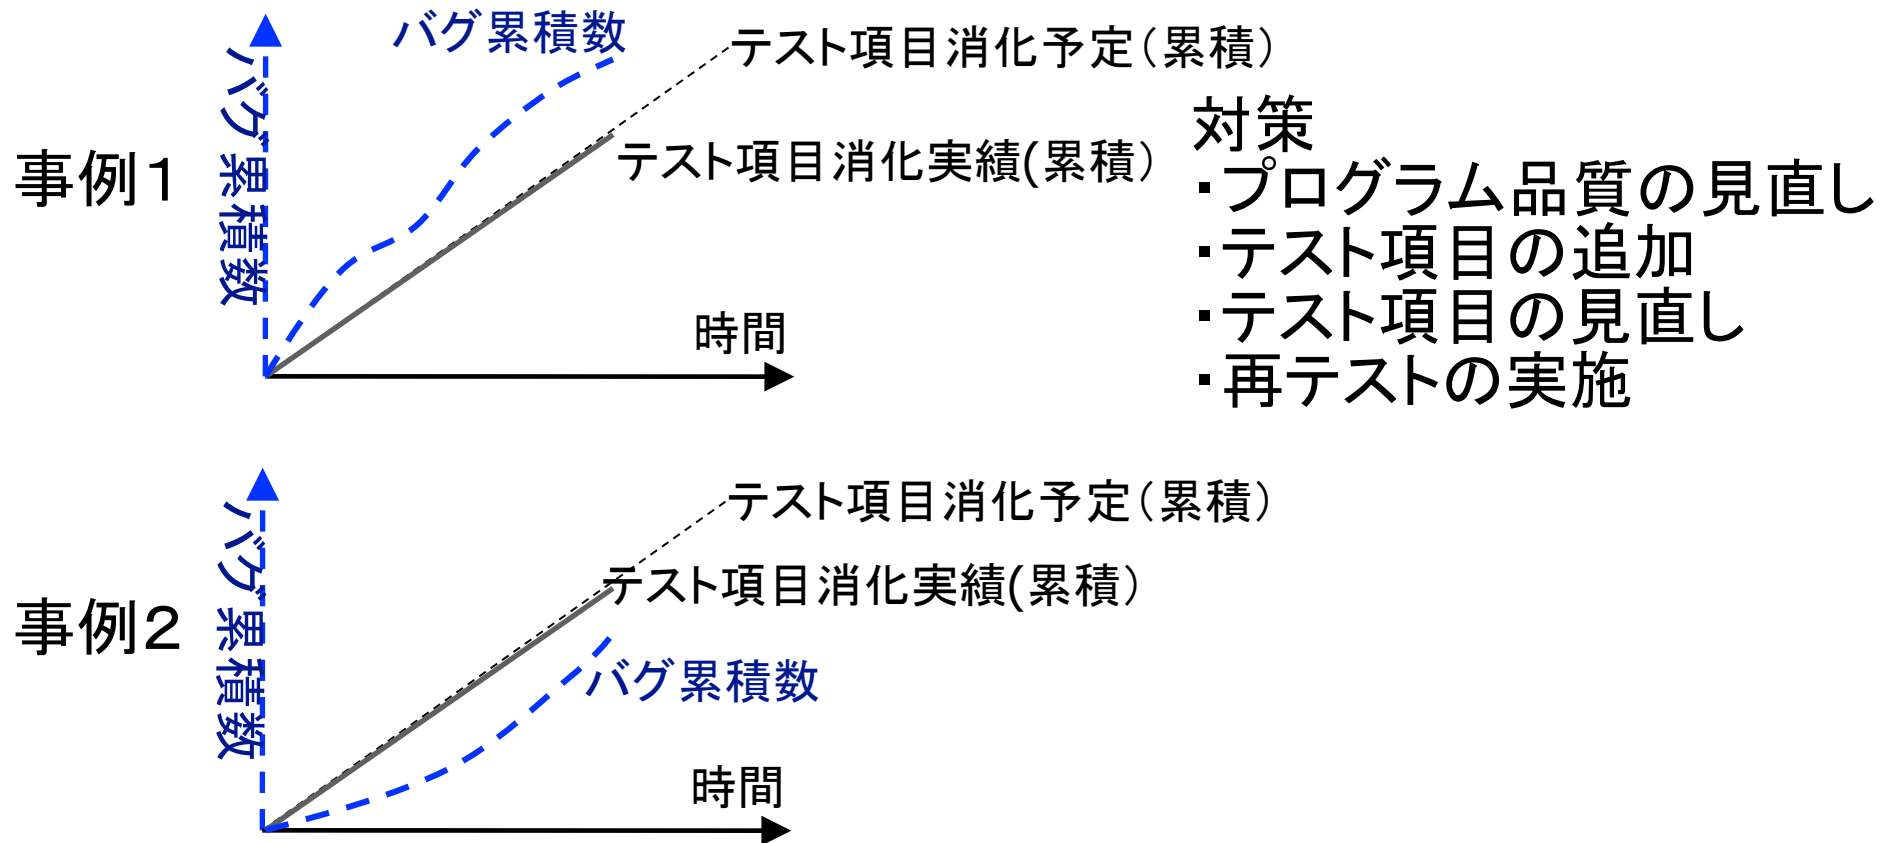 事例１
バグ累積数
バグ累積数
テスト項目消化予定（累積）
テスト項目消化実績(累積）
時間
対策
・プログラム品質の見直し
・テスト項目の追加
・テスト項目の見直し
・再テストの実施
事例２
バグ累積数
テスト項目消化予定（累積）
テスト項目消化実績(累積）
バグ累積数
時間